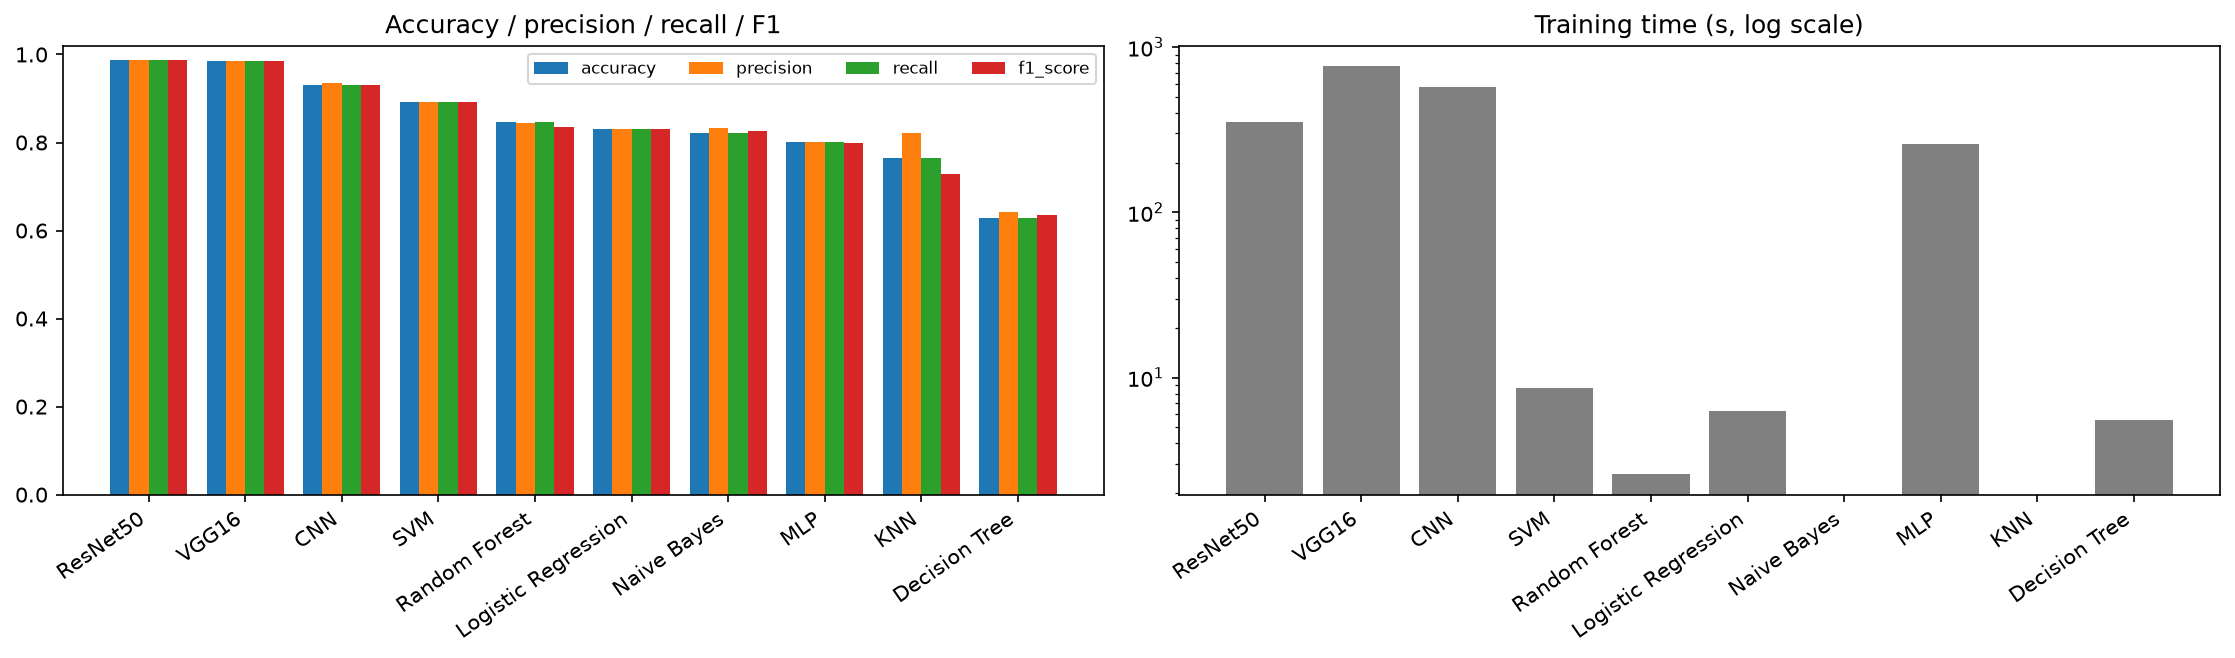 Accuracy / precision / recall / F1
accuracy precision recall f1_score
1.0
0.8
0.6
0.4
0.2
0.0
ResNet50
VGG16
CNN
SVM
Random Forest
Logistic Regression
Naive Bayes
MLP
KNN
Decision Tree
Training time (s, log scale)
10³
10²
10¹
ResNet50
VGG16
CNN
SVM
Random Forest
Logistic Regression
Naive Bayes
MLP
KNN
Decision Tree